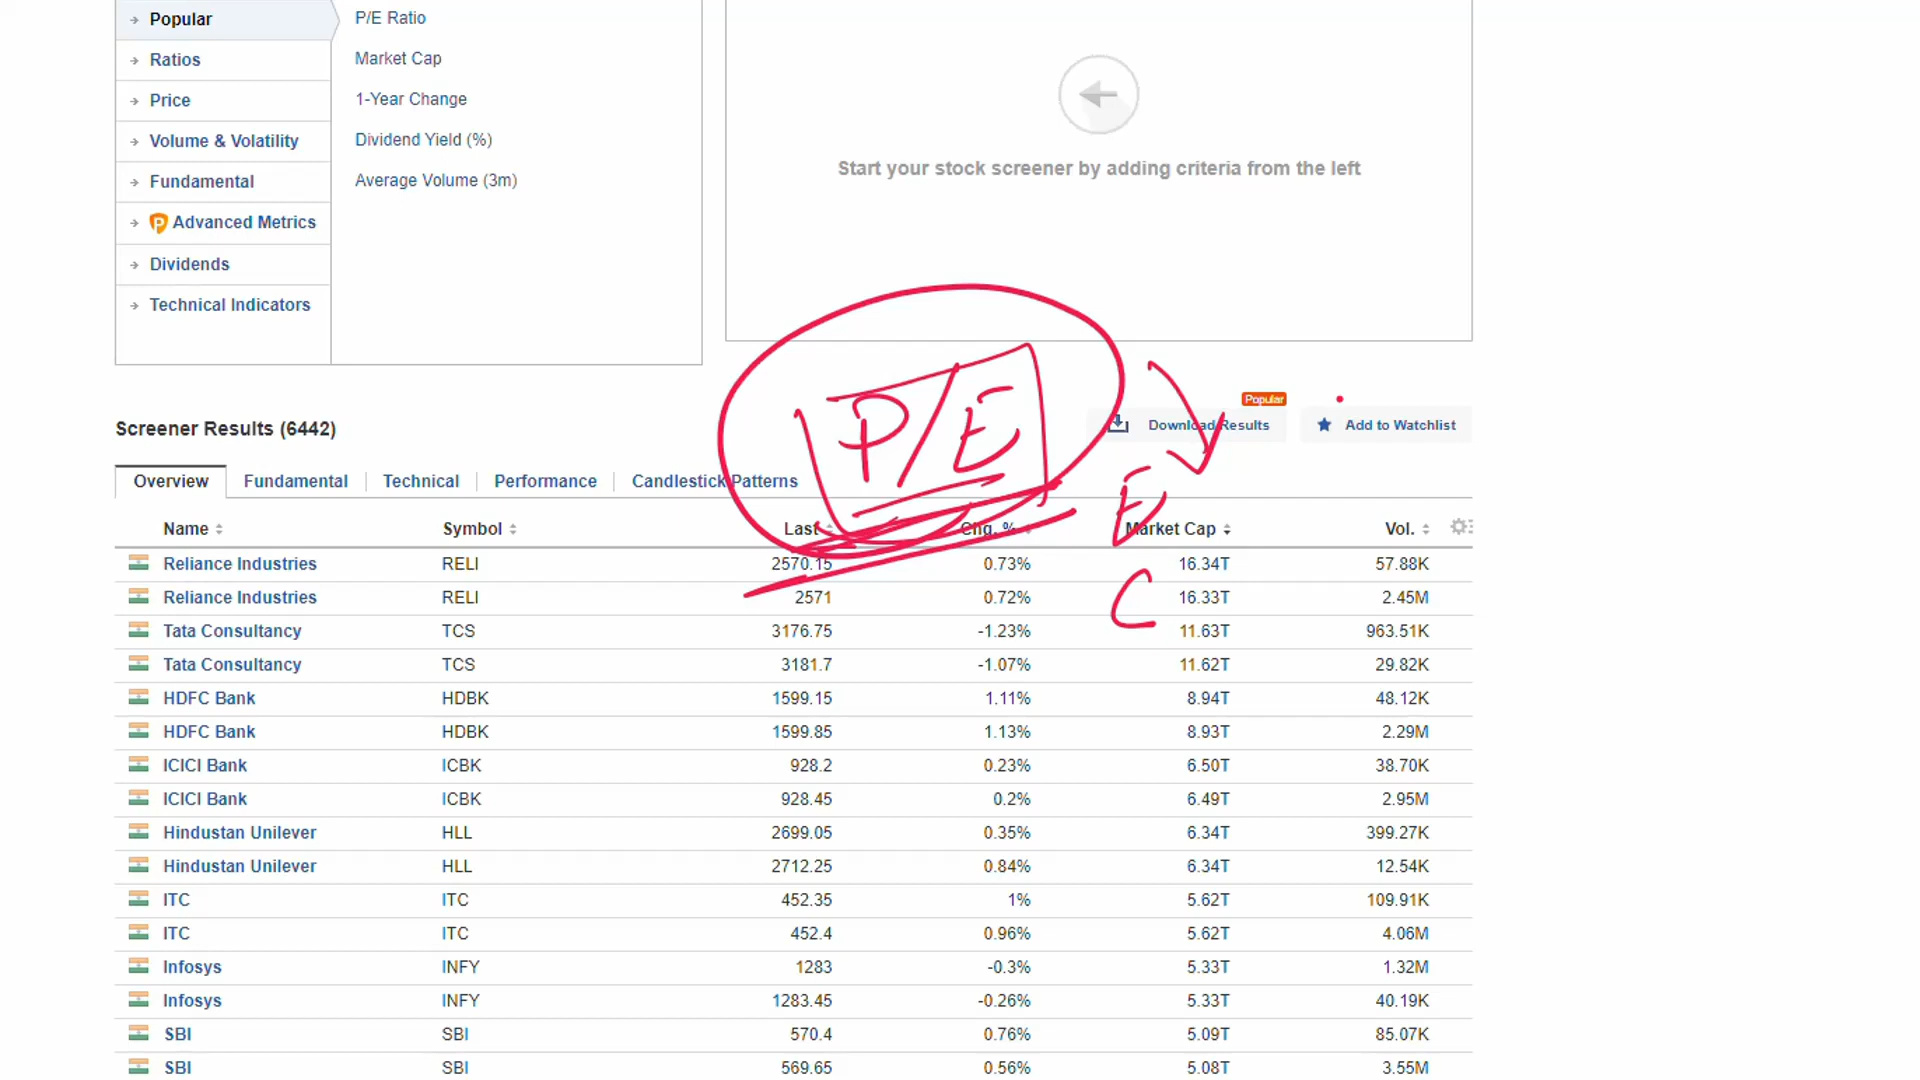 Popular
P/E Ratio
Ratios
Market Cap
Price
1-Year Change
Volume & Volatility
Dividend Yield (%)
Fundamental
Average Volume (3m)
Advanced Metrics
Dividends
Technical Indicators
Start your stock screener by adding criteria from the left
P/E
E
C
Popular
Screener Results (6442)
Download Results
Add to Watchlist
Overview Fundamental Technical Performance Candlestick Patterns
Name Symbol Last Chg. % Market Cap Vol.
Reliance Industries RELI 2570.15 0.73% 16.34T 57.88K
Reliance Industries RELI 2571 0.72% 16.33T 2.45M
Tata Consultancy TCS 3176.75 -1.23% 11.63T 963.51K
Tata Consultancy TCS 3181.7 -1.07% 11.62T 29.82K
HDFC Bank HDBK 1599.15 1.11% 8.94T 48.12K
HDFC Bank HDBK 1599.85 1.13% 8.93T 2.29M
ICICI Bank ICBK 928.2 0.23% 6.50T 38.70K
ICICI Bank ICBK 928.45 0.2% 6.49T 2.95M
Hindustan Unilever HLL 2699.05 0.35% 6.34T 399.27K
Hindustan Unilever HLL 2712.25 0.84% 6.34T 12.54K
ITC ITC 452.35 1% 5.62T 109.91K
ITC ITC 452.4 0.96% 5.62T 4.06M
Infosys INFY 1283 -0.3% 5.33T 1.32M
Infosys INFY 1283.45 -0.26% 5.33T 40.19K
SBI SBI 570.4 0.76% 5.09T 85.07K
SBI SBI 569.65 0.56% 5.08T 3.55M